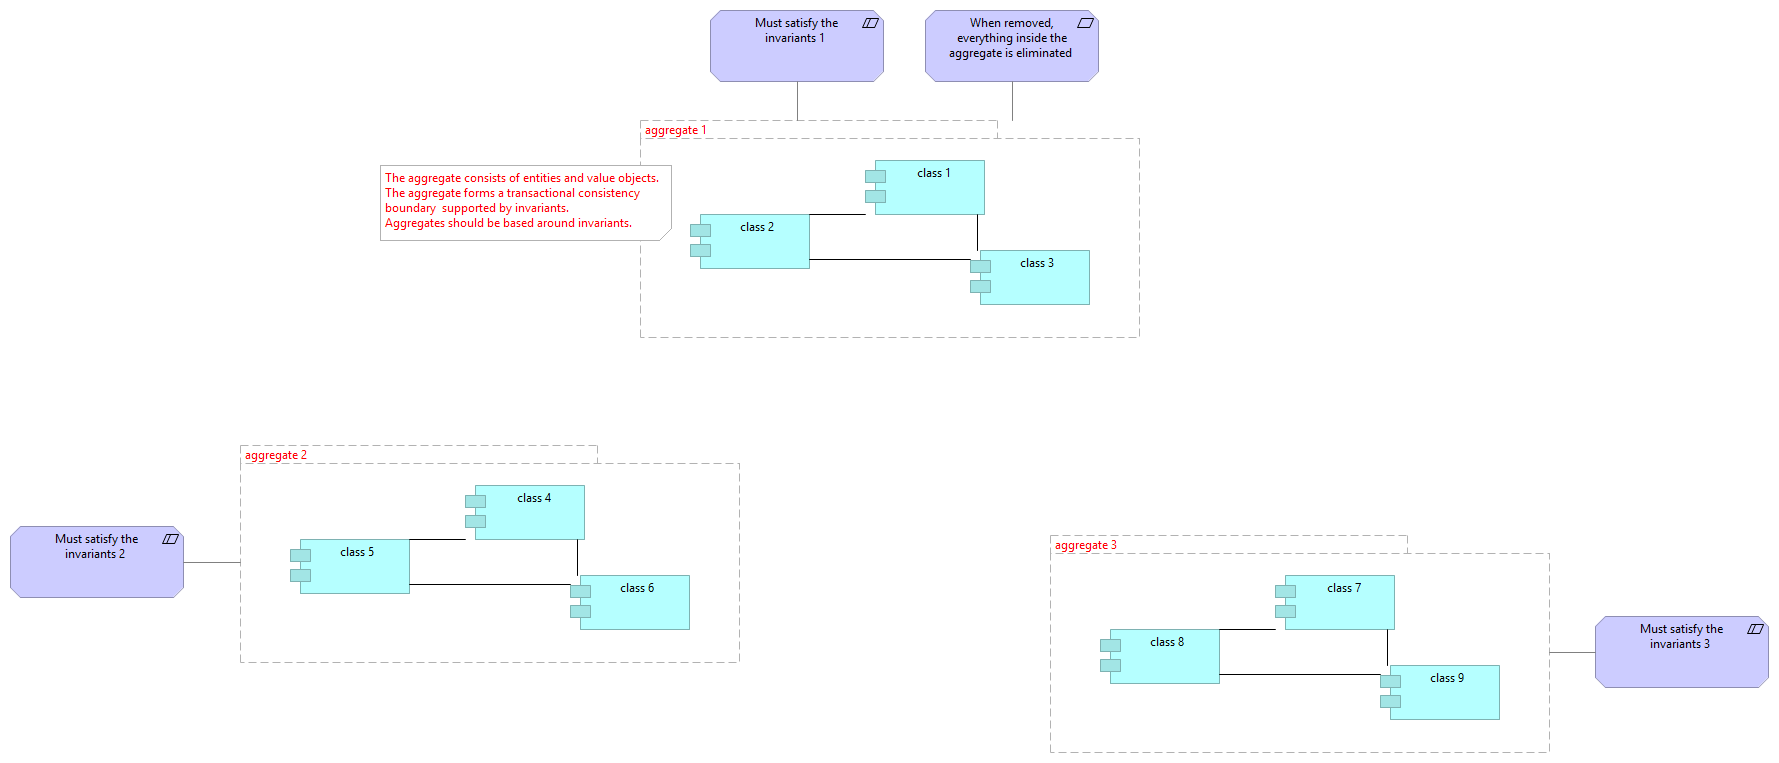 Must satisfy the
invariants 1
When removed,
everything inside the
aggregate is eliminated
aggregate 1
The aggregate consists of entities and value objects.
The aggregate forms a transactional consistency
boundary  supported by invariants.
Aggregates should be based around invariants.
class 1
class 2
class 3
aggregate 2
class 4
class 5
class 6
Must satisfy the
invariants 2
aggregate 3
class 7
class 8
class 9
Must satisfy the
invariants 3